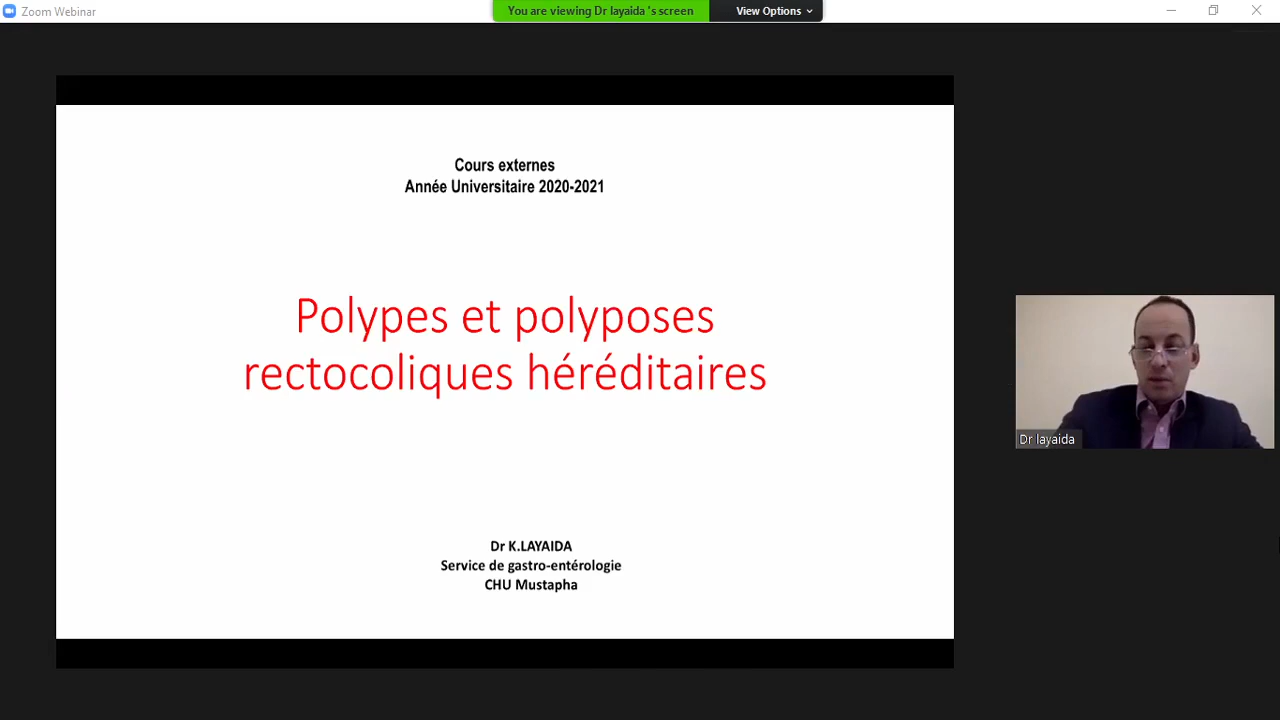 Zoom Webinar
You are viewing Dr layaida 's screen
View Options
Cours externes
Année Universitaire 2020-2021
Polypes et polyposes
rectocoliques héréditaires
Dr layaida
Dr K.LAYAIDA
Service de gastro-entérologie
CHU Mustapha